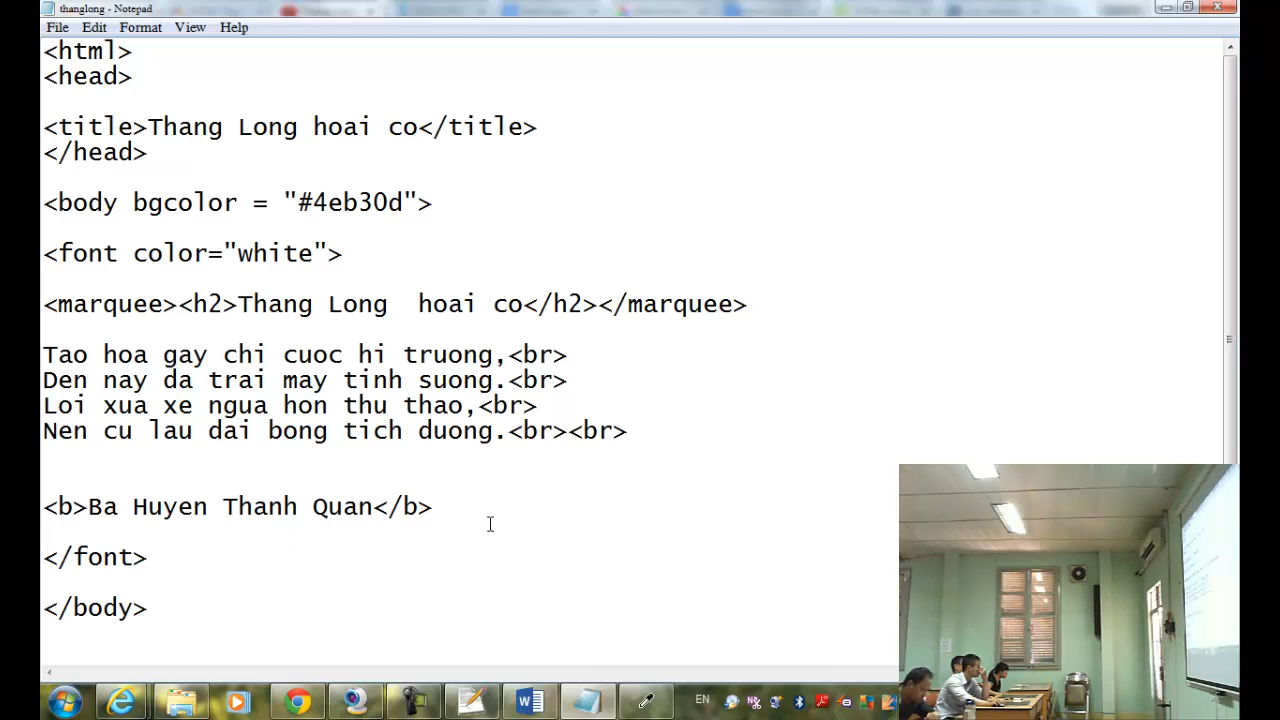 thanglong - Notepad
File Edit Format View Help
<html>
<head>
<title>Thang Long hoai co</title>
</head>
<body bgcolor = "#4eb30d">
<font color="white">
<marquee><h2>Thang Long  hoai co</h2></marquee>
Tao hoa gay chi cuoc hi truong,<br>
Den nay da trai may tinh suong.<br>
Loi xua xe ngua hon thu thao,<br>
Nen cu lau dai bong tich duong.<br><br>
<b>Ba Huyen Thanh Quan</b>
</font>
</body>
EN